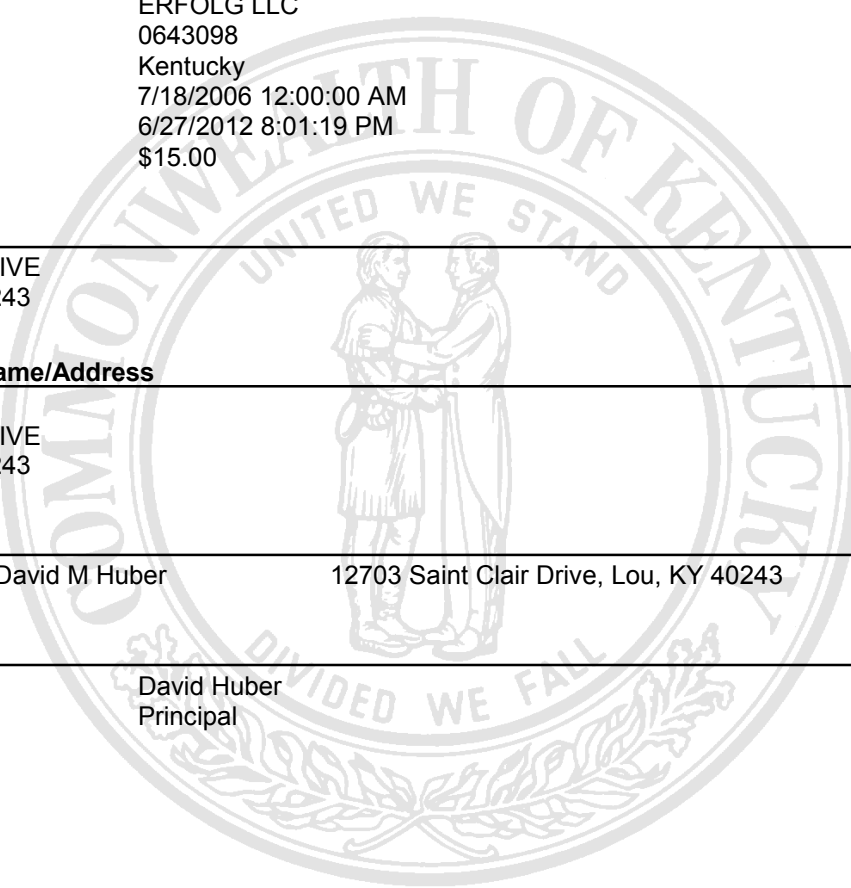 ERFOLG LLC
0643098
Kentucky
7/18/2006 12:00:00 AM
6/27/2012 8:01:19 PM
$15.00
COMMONWEALTH OF KENTUCKY
UNITED WE STAND
IVE
243
ame/Address
IVE
243
David M Huber 12703 Saint Clair Drive, Lou, KY 40243
DIVIDED WE FALL
David Huber
Principal